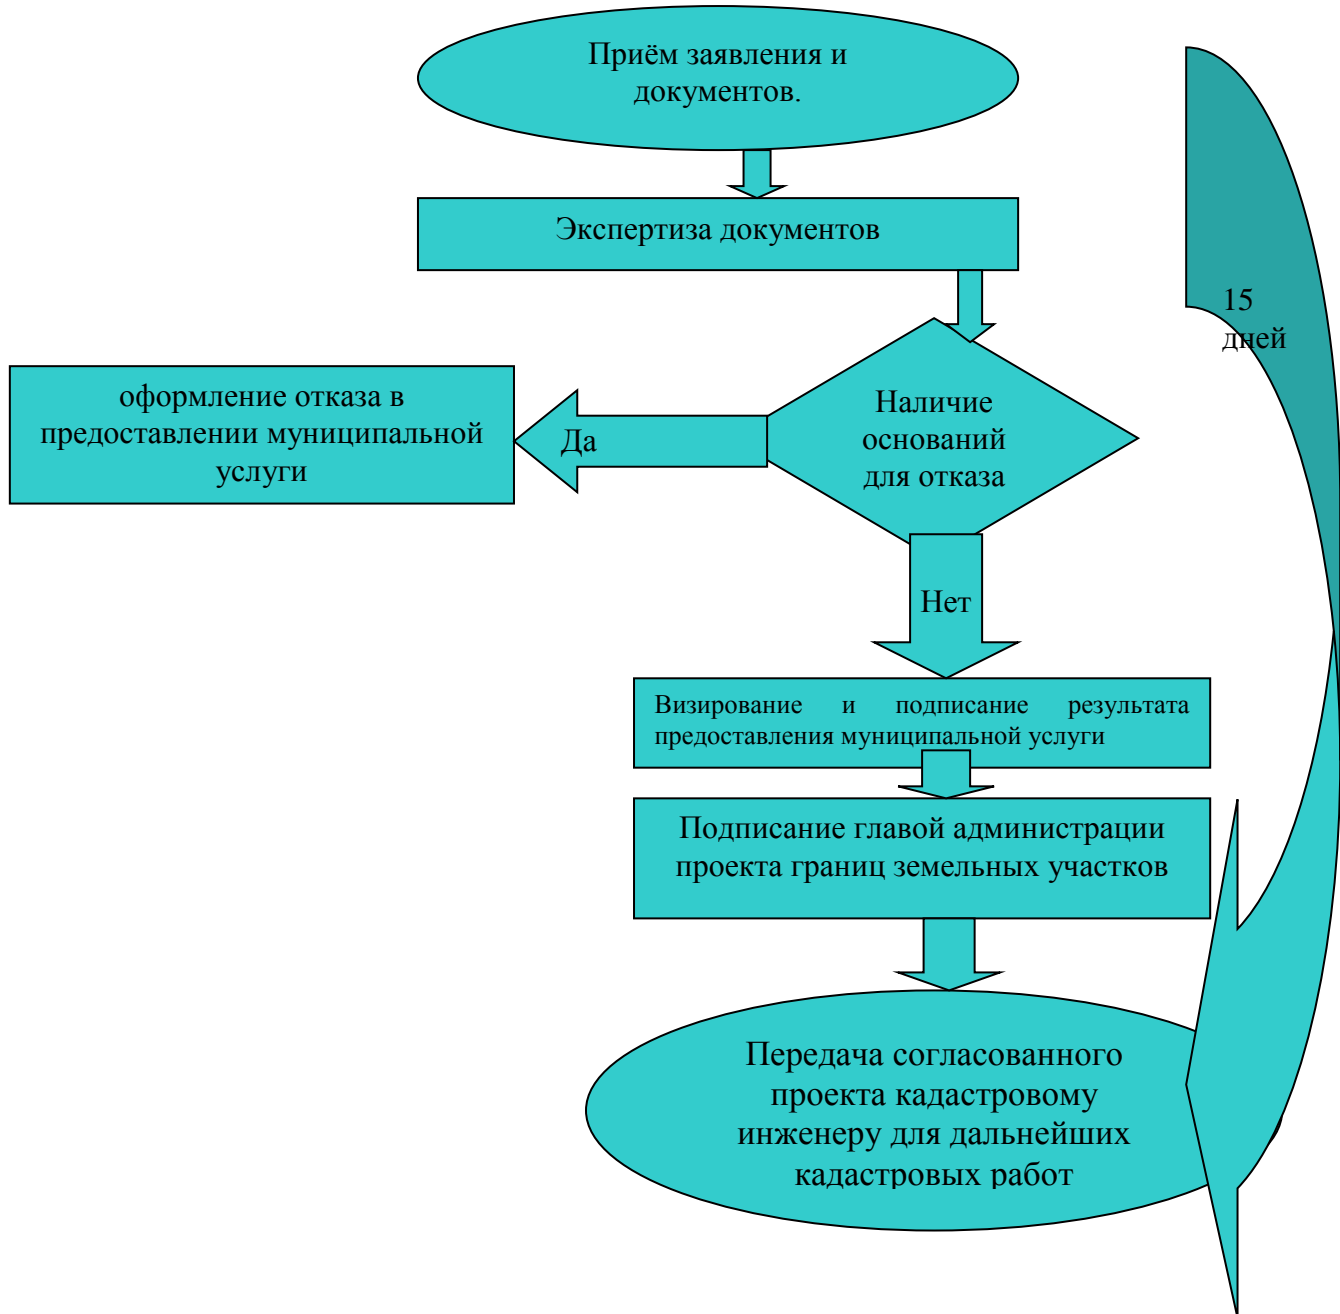 Приём заявления и
документов.
Экспертиза документов
15
дней
оформление отказа в
предоставлении муниципальной
услуги
Да
Наличие
оснований
для отказа
Нет
Визирование и подписание результата
предоставления муниципальной услуги
Подписание главой администрации
проекта границ земельных участков
Передача согласованного
проекта кадастровому
инженеру для дальнейших
кадастровых работ